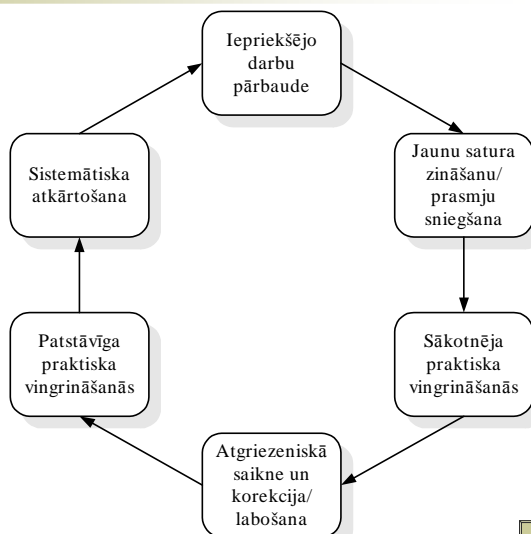 Iepriekšējo
darbu
pārbaude
Jaunu satura
zināšanu/
prasmju
sniegšana
Sākotnēja
praktiska
vingrināšanās
Atgriezeniskā
saikne un
korekcija/
labošana
Patstāvīga
praktiska
vingrināšanās
Sistemātiska
atkārtošana